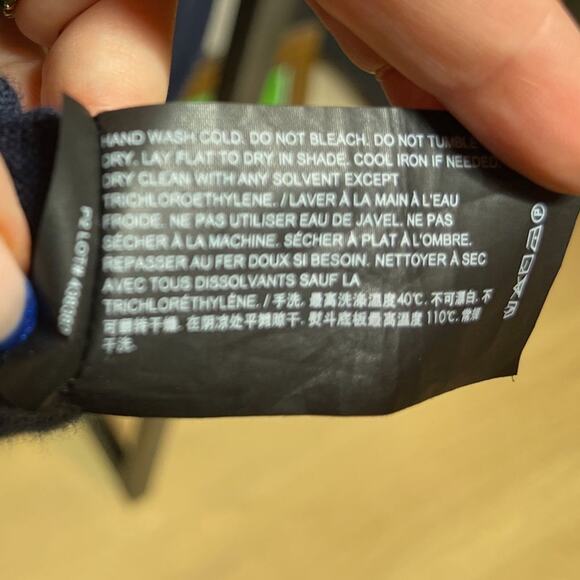 HAND WASH COLD. DO NOT BLEACH. DO NOT TUMBLE
DRY. LAY FLAT TO DRY IN SHADE. COOL IRON IF NEEDED
DRY CLEAN WITH ANY SOLVENT EXCEPT
TRICHLOROETHYLENE. / LAVER À LA MAIN À L'EAU
FROIDE. NE PAS UTILISER EAU DE JAVEL. NE PAS
SÉCHER À LA MACHINE. SÉCHER À PLAT À L'OMBRE.
REPASSER AU FER DOUX SI BESOIN. NETTOYER À SEC
AVEC TOUS DISSOLVANTS SAUF LA
TRICHLORÉTHYLÉNE. / 手洗. 最高洗涤温度40℃. 不可漂白. 不
可翻转干燥. 在阴凉处平摊晾干. 熨斗底板最高温度 110℃. 常规
干洗.
LOT#